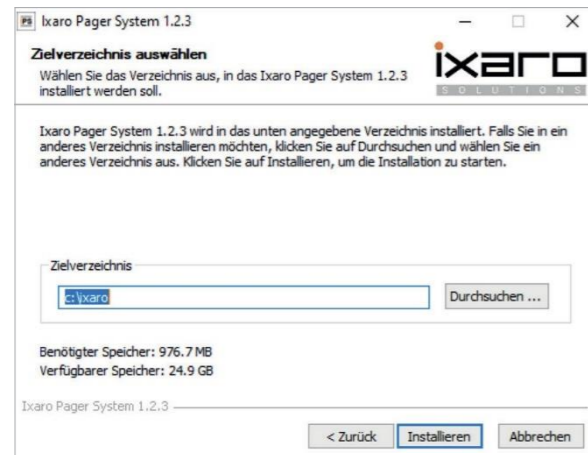 PS Ixaro Pager System 1.2.3
Zielverzeichnis auswählen
Wählen Sie das Verzeichnis aus, in das Ixaro Pager System 1.2.3
installiert werden soll.
ixaro
SOLUTIONS
Ixaro Pager System 1.2.3 wird in das unten angegebene Verzeichnis installiert. Falls Sie in ein
anderes Verzeichnis installieren möchten, klicken Sie auf Durchsuchen und wählen Sie ein
anderes Verzeichnis aus. Klicken Sie auf Installieren, um die Installation zu starten.
Zielverzeichnis
c:\ixaro
Durchsuchen ...
Benötigter Speicher: 976.7 MB
Verfügbarer Speicher: 24.9 GB
Ixaro Pager System 1.2.3
< Zurück
Installieren
Abbrechen